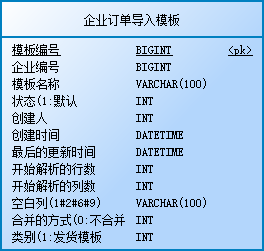 企业订单导入模板
模板编号 BIGINT <pk>
企业编号 BIGINT
模板名称 VARCHAR(100)
状态(1:默认 INT
创建人 INT
创建时间 DATETIME
最后的更新时间 DATETIME
开始解析的行数 INT
开始解析的列数 INT
空白列(1#2#6#9) VARCHAR(100)
合并的方式(0:不合并 INT
类别(1:发货模板 INT